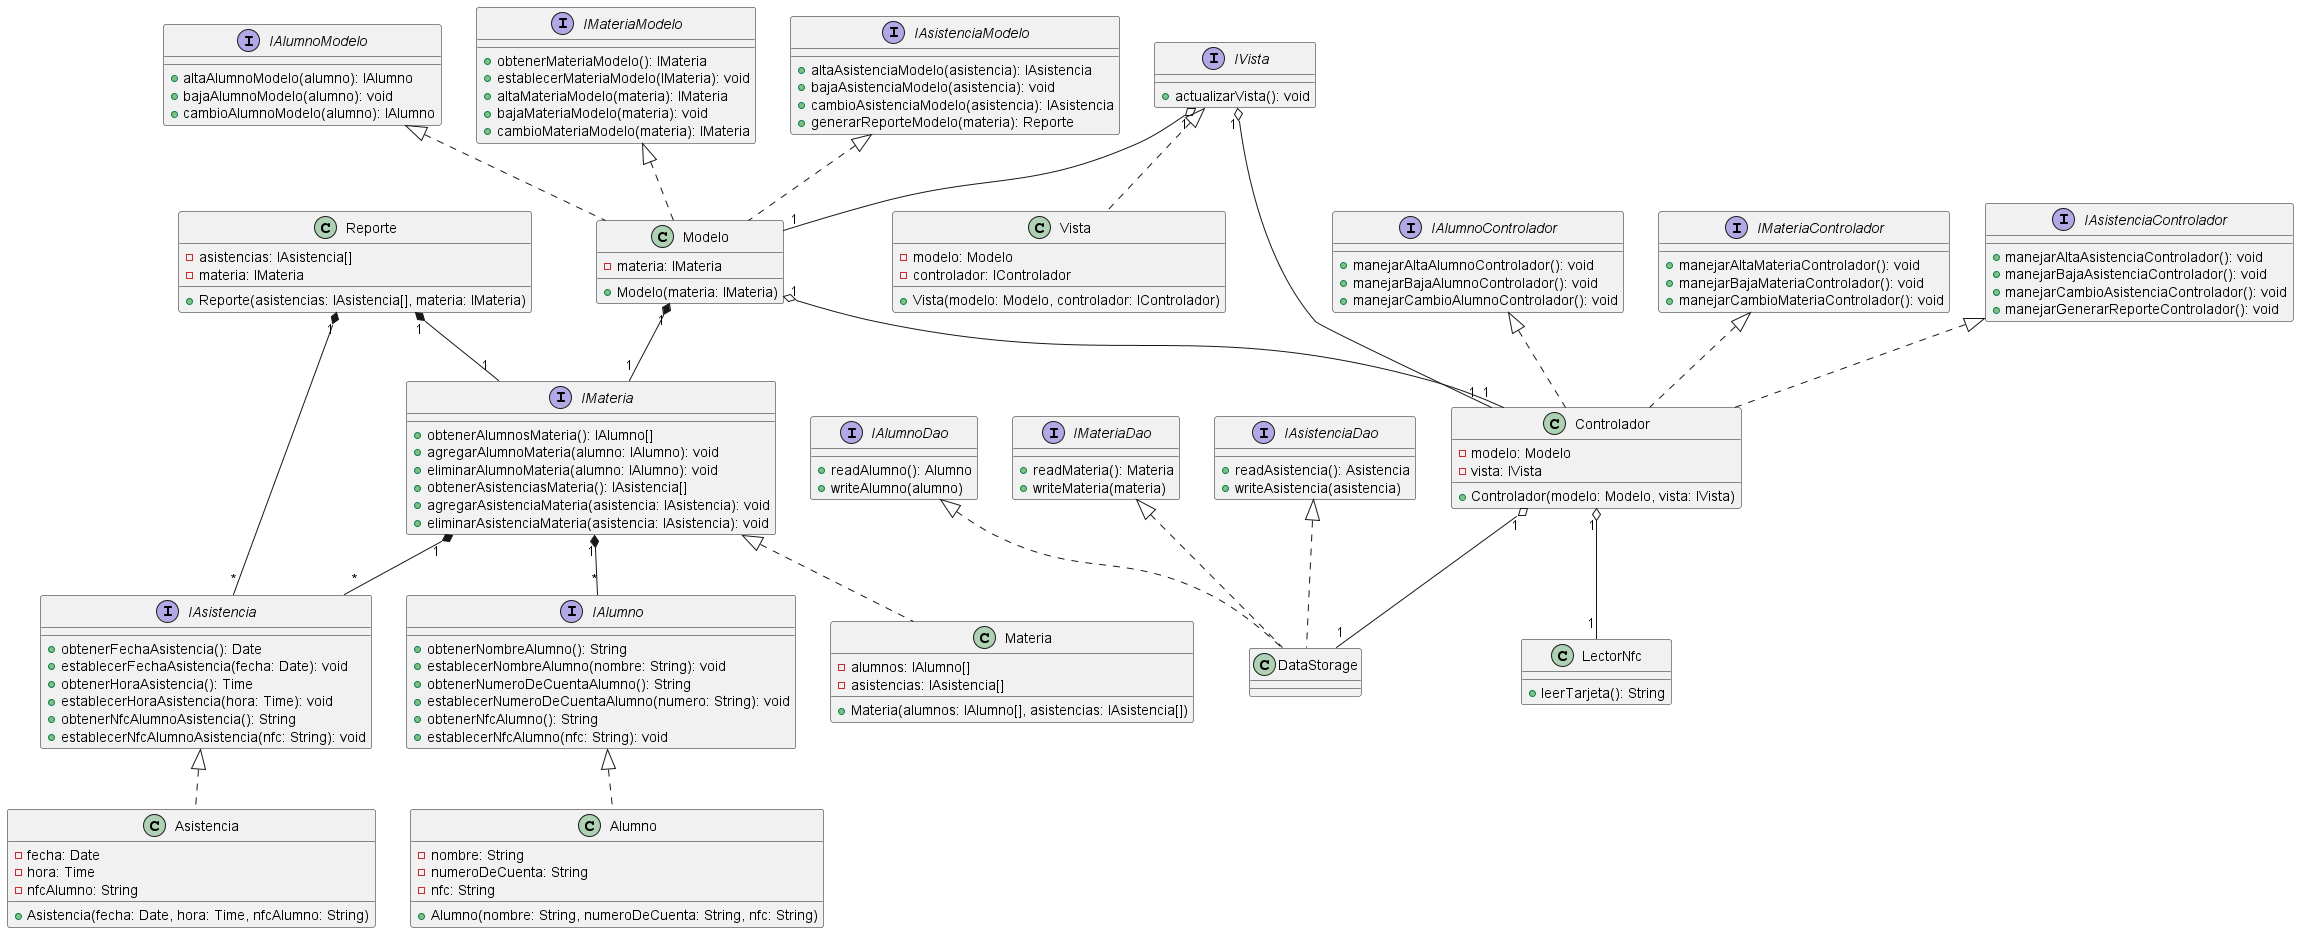 I IAlumnoModelo
altaAlumnoModelo(alumno): IAlumno
bajaAlumnoModelo(alumno): void
cambioAlumnoModelo(alumno): IAlumno
I IMateriaModelo
obtenerMateriaModelo(): IMateria
establecerMateriaModelo(IMateria): void
altaMateriaModelo(materia): IMateria
bajaMateriaModelo(materia): void
cambioMateriaModelo(materia): IMateria
I IAsistenciaModelo
altaAsistenciaModelo(asistencia): IAsistencia
bajaAsistenciaModelo(asistencia): void
cambioAsistenciaModelo(asistencia): IAsistencia
generarReporteModelo(materia): Reporte
I IVista
actualizarVista(): void
1
1
1
C Reporte
asistencias: IAsistencia[]
materia: IMateria
Reporte(asistencias: IAsistencia[], materia: IMateria)
1
1
C Modelo
materia: IMateria
Modelo(materia: IMateria)
1
1
C Vista
modelo: Modelo
controlador: IControlador
Vista(modelo: Modelo, controlador: IControlador)
I IAlumnoControlador
manejarAltaAlumnoControlador(): void
manejarBajaAlumnoControlador(): void
manejarCambioAlumnoControlador(): void
I IMateriaControlador
manejarAltaMateriaControlador(): void
manejarBajaMateriaControlador(): void
manejarCambioMateriaControlador(): void
I IAsistenciaControlador
manejarAltaAsistenciaControlador(): void
manejarBajaAsistenciaControlador(): void
manejarCambioAsistenciaControlador(): void
manejarGenerarReporteControlador(): void
1
1
1 1
I IMateria
obtenerAlumnosMateria(): IAlumno[]
agregarAlumnoMateria(alumno: IAlumno): void
eliminarAlumnoMateria(alumno: IAlumno): void
obtenerAsistenciasMateria(): IAsistencia[]
agregarAsistenciaMateria(asistencia: IAsistencia): void
eliminarAsistenciaMateria(asistencia: IAsistencia): void
1
1
I IAlumnoDao
readAlumno(): Alumno
writeAlumno(alumno)
I IMateriaDao
readMateria(): Materia
writeMateria(materia)
I IAsistenciaDao
readAsistencia(): Asistencia
writeAsistencia(asistencia)
C Controlador
modelo: Modelo
vista: IVista
Controlador(modelo: Modelo, vista: IVista)
1
1
*
*
*
1
1
I IAsistencia
obtenerFechaAsistencia(): Date
establecerFechaAsistencia(fecha: Date): void
obtenerHoraAsistencia(): Time
establecerHoraAsistencia(hora: Time): void
obtenerNfcAlumnoAsistencia(): String
establecerNfcAlumnoAsistencia(nfc: String): void
I IAlumno
obtenerNombreAlumno(): String
establecerNombreAlumno(nombre: String): void
obtenerNumeroDeCuentaAlumno(): String
establecerNumeroDeCuentaAlumno(numero: String): void
obtenerNfcAlumno(): String
establecerNfcAlumno(nfc: String): void
C Materia
alumnos: IAlumno[]
asistencias: IAsistencia[]
Materia(alumnos: IAlumno[], asistencias: IAsistencia[])
C DataStorage
C LectorNfc
leerTarjeta(): String
C Asistencia
fecha: Date
hora: Time
nfcAlumno: String
Asistencia(fecha: Date, hora: Time, nfcAlumno: String)
C Alumno
nombre: String
numeroDeCuenta: String
nfc: String
Alumno(nombre: String, numeroDeCuenta: String, nfc: String)